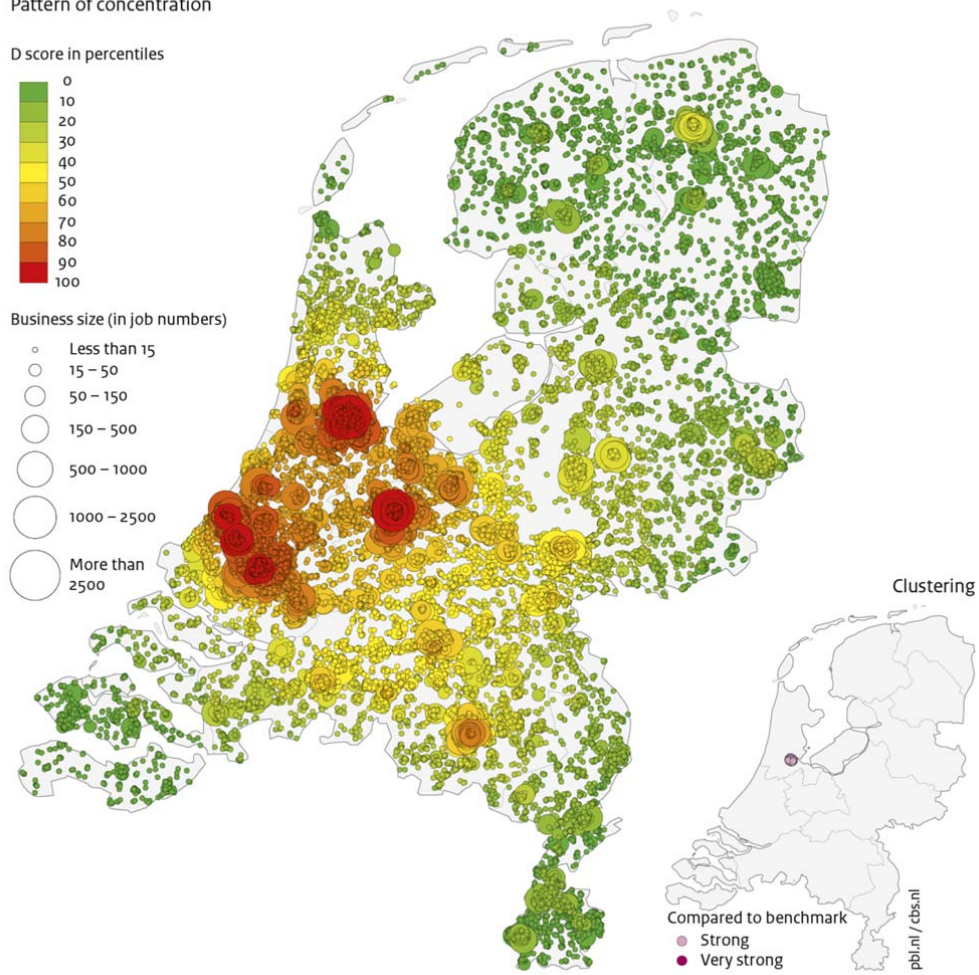 Pattern of concentration
D score in percentiles
0
10
20
30
40
50
60
70
80
90
100
Business size (in job numbers)
Less than 15
15 – 50
50 – 150
150 – 500
500 – 1000
1000 – 2500
More than
2500
Clustering
Compared to benchmark
Strong
Very strong
pbl.nl / cbs.nl